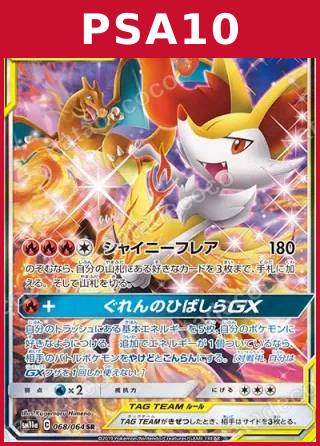 PSA10
シャイニーフレア 180
のぞむなら、自分の山札にある好きなカードを3枚まで、手札に加
える。そして山札を切る。
+ ぐれんのひばしらGX
自分のトラッシュにある基本エネルギーを5枚、自分のポケモンに
好きなようにつける。追加でエネルギーが1個ついているなら、
相手のバトルポケモンをやけどとこんらんにする。(対戦中、自分は
GXワザを1回しか使えない。)
弱点 ×2 抵抗力 にげる
TAG TEAM ルール
sm11a C 068/064 SR
TAG TEAMがきぜつしたとき、相手はサイドを3枚とる。